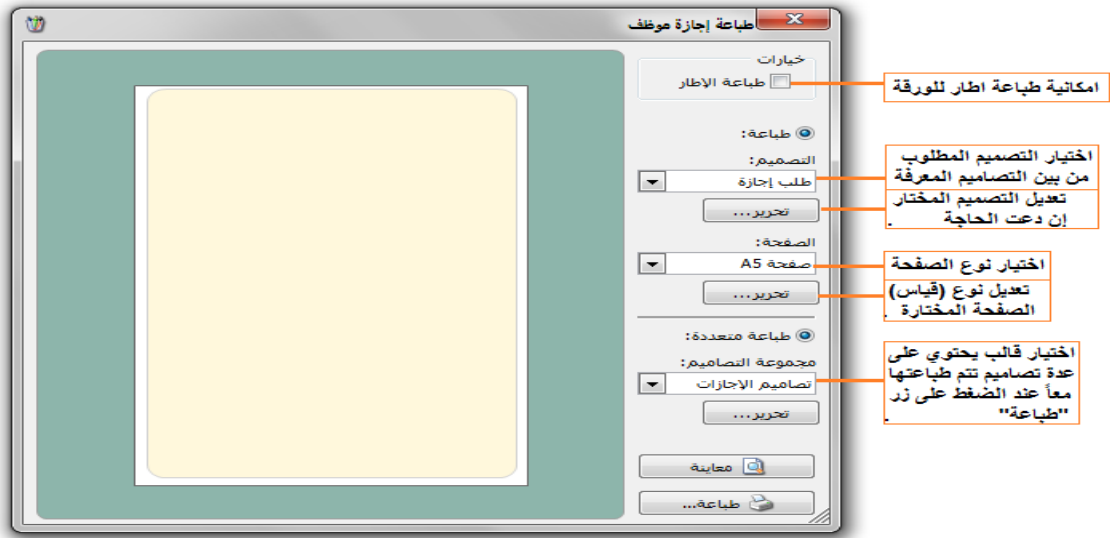 طباعة إجازة موظف
خيارات
طباعة الإطار
طباعة:
التصميم:
طلب إجازة
تحرير...
الصفحة:
صفحة A5
تحرير...
طباعة متعددة:
مجموعة التصاميم:
تصاميم الإجازات
تحرير...
معاينة
طباعة...
امكانية طباعة اطار للورقة
اختيار التصميم المطلوب
من بين التصاميم المعرفة
تعديل التصميم المختار
إن دعت الحاجة .
اختيار نوع الصفحة
تعديل نوع (قياس)
الصفحة المختارة .
اختيار قالب يحتوي على
عدة تصاميم تتم طباعتها
معاً عند الضغط على زر
"طباعة" .